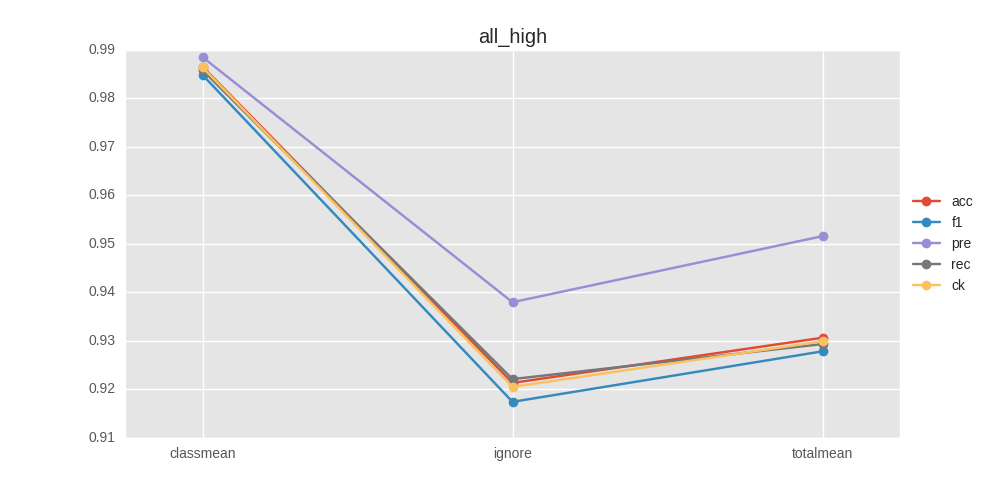 all_high
0.99
0.98
0.97
0.96
0.95
0.94
0.93
0.92
0.91
classmean
ignore
totalmean
acc
f1
pre
rec
ck